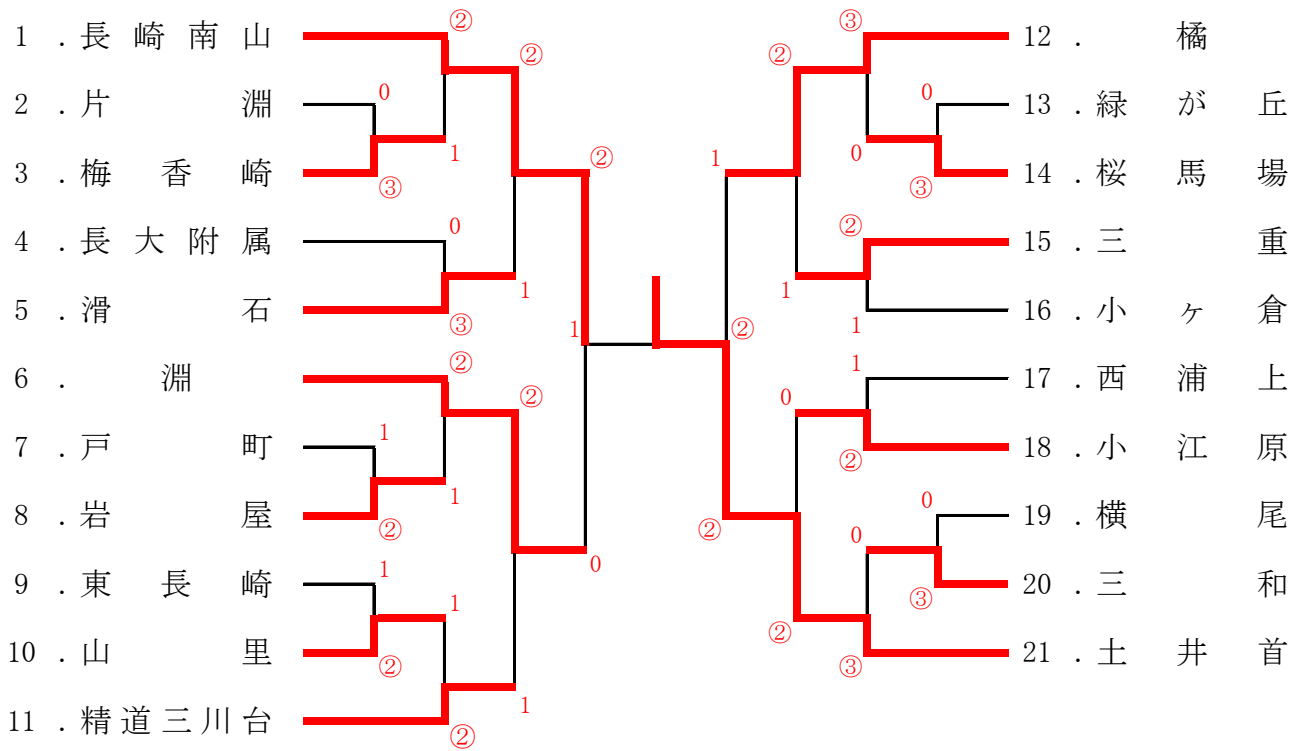 ② ③
1 . 長崎南山 ② ② 12 . 橘
2 . 片淵 0 0 13 . 緑が丘
1 ② 1 0
3 . 梅香崎 ③ ③ 14 . 桜馬場
4 . 長大附属 0 ② 15 . 三重
1 1
5 . 滑石 ③ 1 ② 1 16 . 小ヶ倉
6 . 淵 ② ② 0 1 17 . 西浦上
7 . 戸町 1 ② 18 . 小江原
1
8 . 岩屋 ② ② 0 19 . 横尾
0 0
9 . 東長崎 1 1 ③ 20 . 三和
10 . 山里 ② ② ③ 21 . 土井首
1
11 . 精道三川台 ②